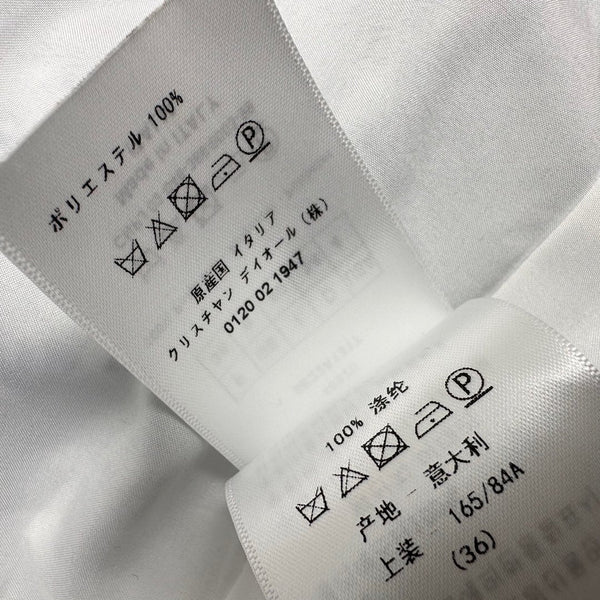 ポリエステル 100%
原産国 イタリア
クリスチャン デイオール (株)
0120 02 1947
100% 涤纶
产地 - 意大利
上装 - 165/84A
(36)